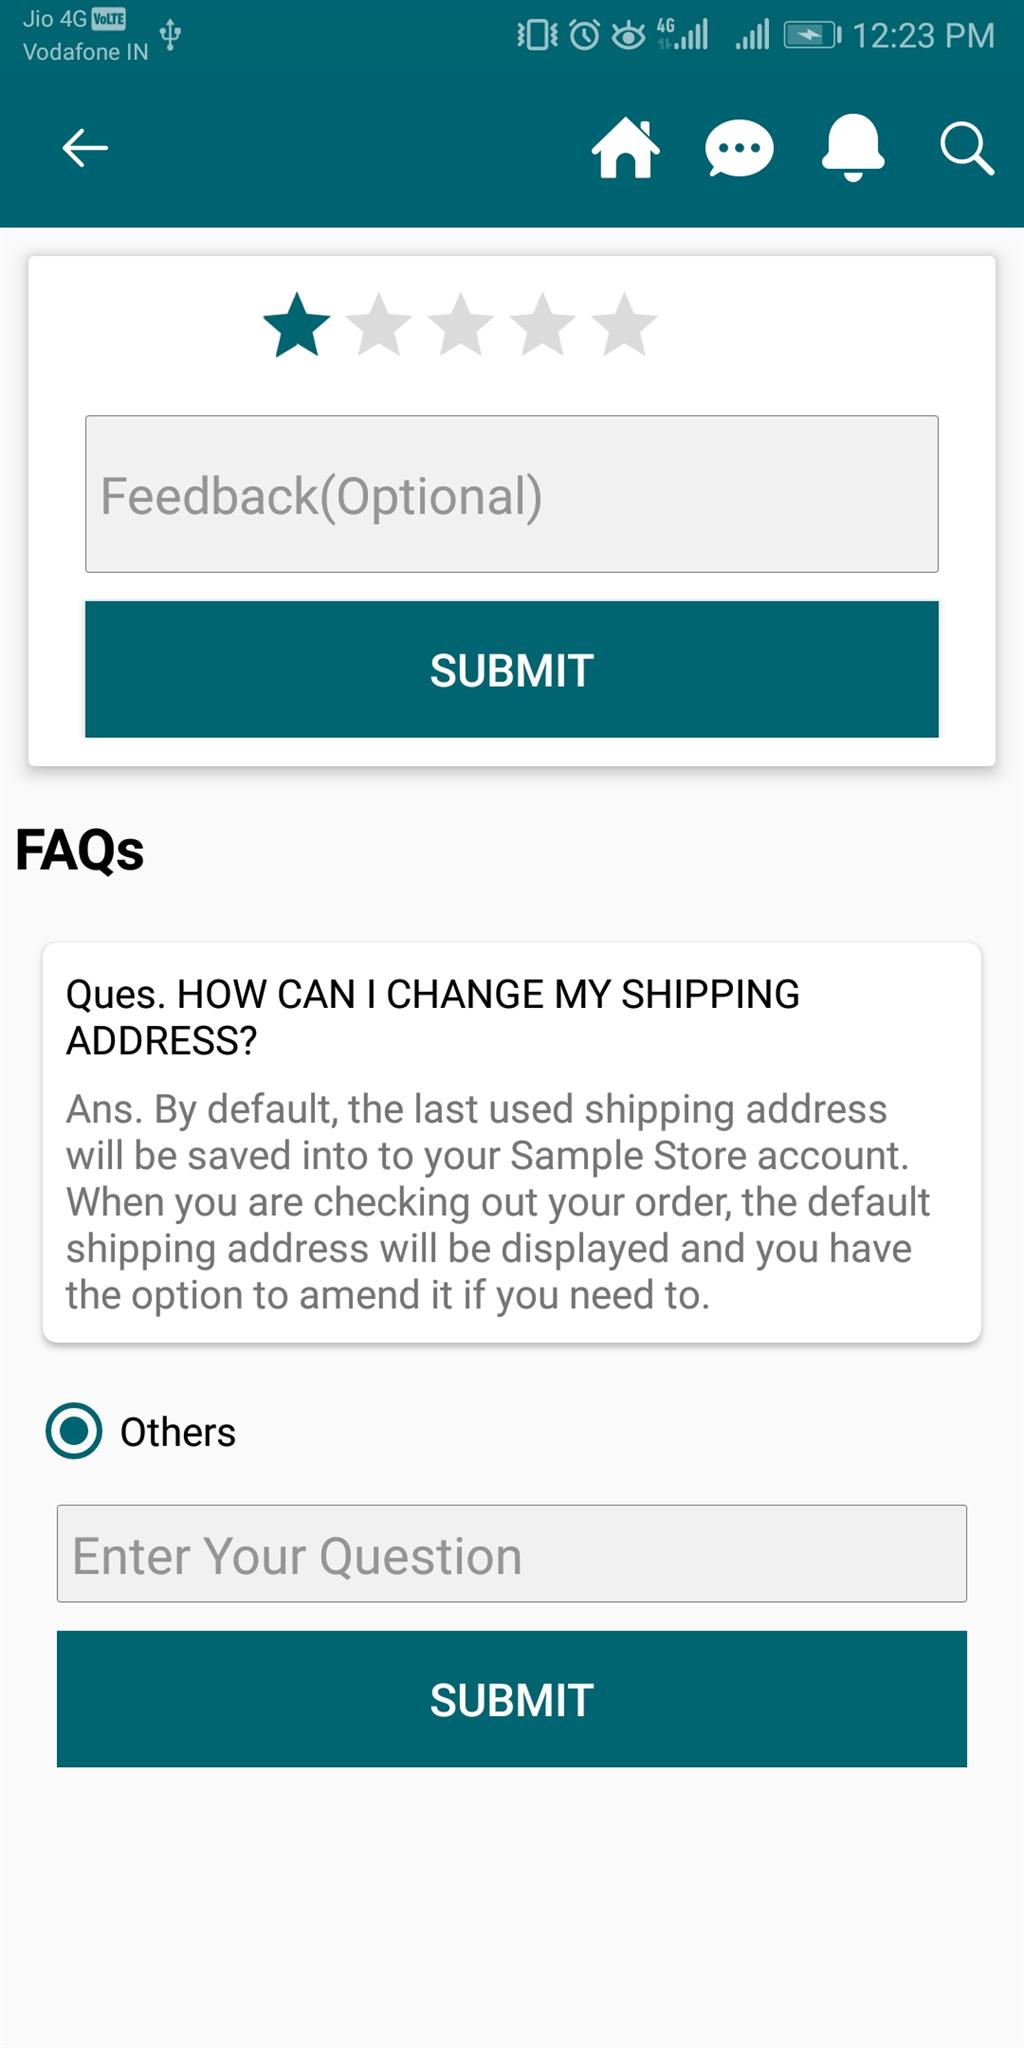 Jio 4G VoLTE
Vodafone IN
4G
12:23 PM
Feedback(Optional)
SUBMIT
FAQs
Ques. HOW CAN I CHANGE MY SHIPPING
ADDRESS?
Ans. By default, the last used shipping address
will be saved into to your Sample Store account.
When you are checking out your order, the default
shipping address will be displayed and you have
the option to amend it if you need to.
Others
Enter Your Question
SUBMIT